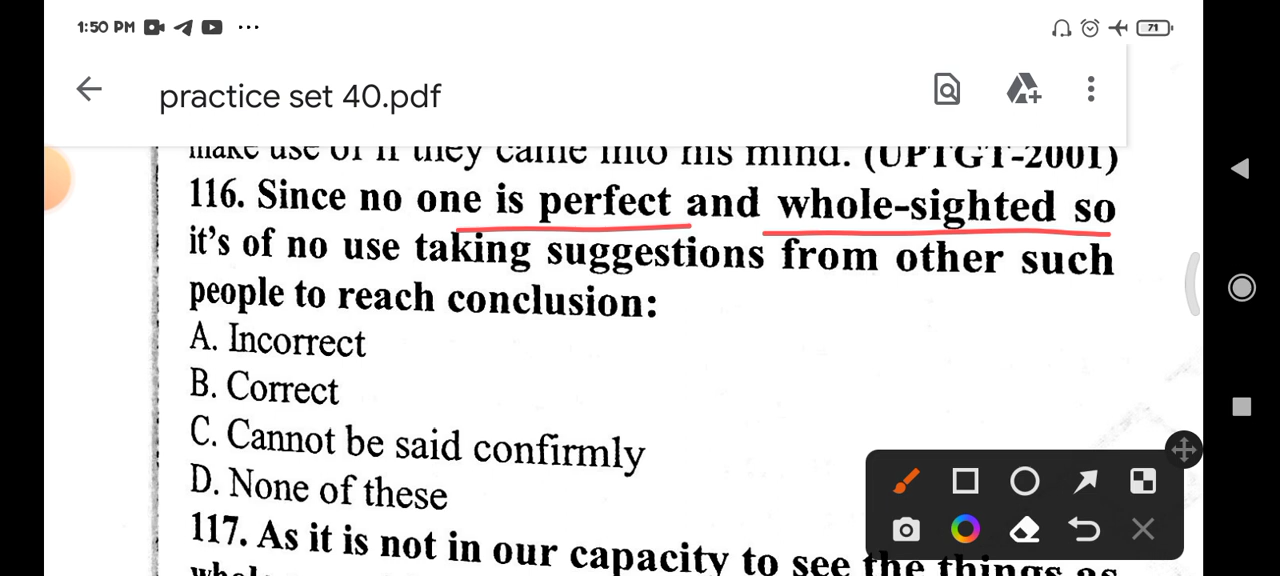 1:50 PM
71
practice set 40.pdf
make use of if they came into his mind. (UPTGT-2001)
116. Since no one is perfect and whole-sighted so
it's of no use taking suggestions from other such
people to reach conclusion:
A. Incorrect
B. Correct
C. Cannot be said confirmly
D. None of these
117. As it is not in our capacity to see the things as